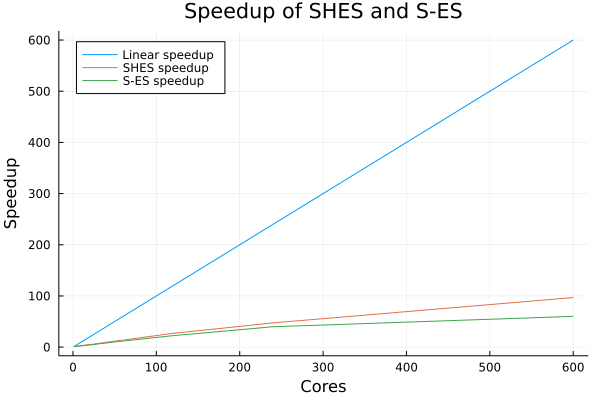 Speedup of SHES and S-ES
Linear speedup
SHES speedup
S-ES speedup
600
500
400
300
200
100
0
Speedup
0 100 200 300 400 500 600
Cores